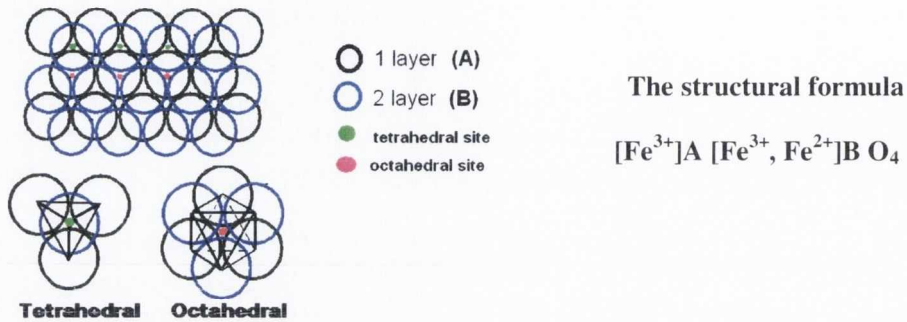 1 layer (A)
2 layer (B)
tetrahedral site
octahedral site
Tetrahedral Octahedral
The structural formula
[Fe³⁺]A [Fe³⁺, Fe²⁺]B O₄